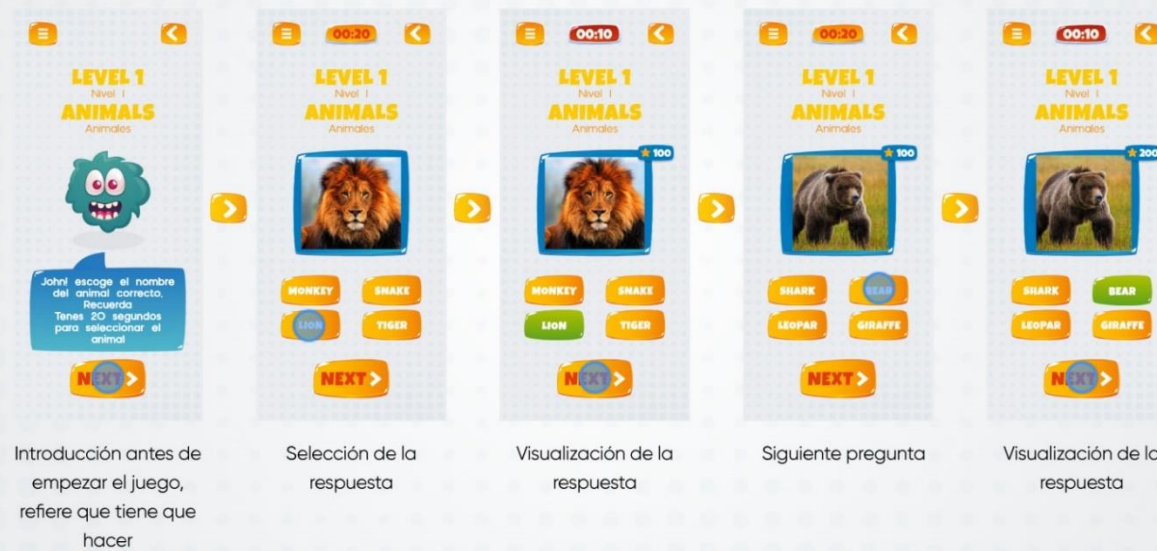 LEVEL 1
Nivel 1
ANIMALS
Animales
John! escoge el nombre
del animal correcto,
Recuerda
Tenes 20 segundos
para seleccionar el
animal
NEXT
Introducción antes de
empezar el juego,
refiere que tiene que
hacer
00:20
LEVEL 1
Nivel 1
ANIMALS
Animales
MONKEY SNAKE
LION TIGER
NEXT
Selección de la
respuesta
00:10
LEVEL 1
Nivel 1
ANIMALS
Animales
100
MONKEY SNAKE
LION TIGER
NEXT
Visualización de la
respuesta
00:20
LEVEL 1
Nivel 1
ANIMALS
Animales
100
SHARK BEAR
LEOPAR GIRAFFE
NEXT
Siguiente pregunta
00:10
LEVEL 1
Nivel 1
ANIMALS
Animales
200
SHARK BEAR
LEOPAR GIRAFFE
NEXT
Visualización de la
respuesta